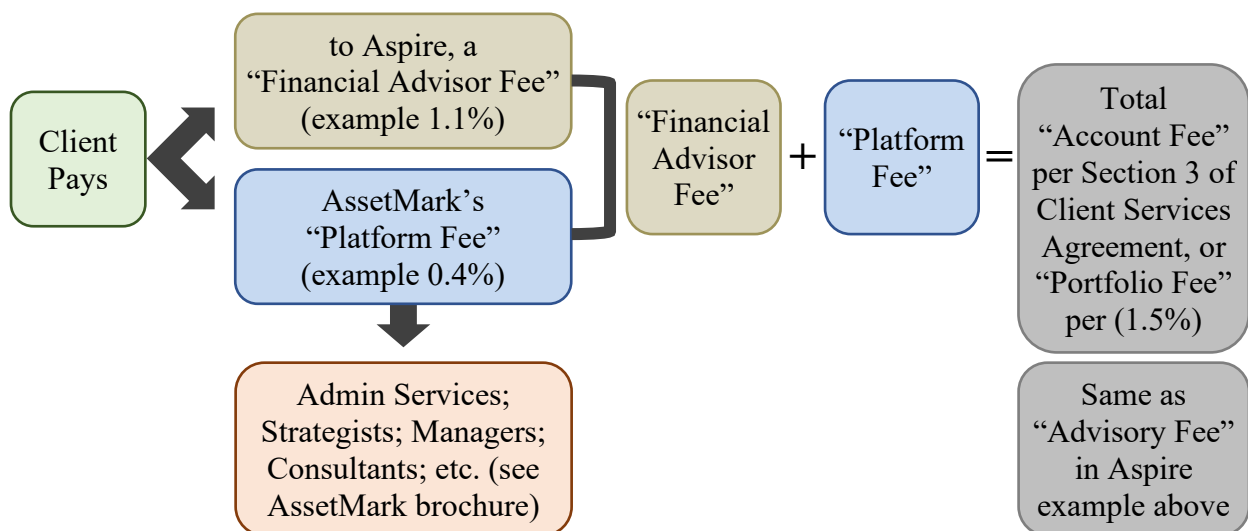 Client
Pays
to Aspire, a
“Financial Advisor Fee”
(example 1.1%)
AssetMark’s
“Platform Fee”
(example 0.4%)
Admin Services;
Strategists; Managers;
Consultants; etc. (see
AssetMark brochure)
“Financial
Advisor
Fee”
+
“Platform
Fee”
=
Total
“Account Fee”
per Section 3 of
Client Services
Agreement, or
“Portfolio Fee”
per (1.5%)
Same as
“Advisory Fee”
in Aspire
example above